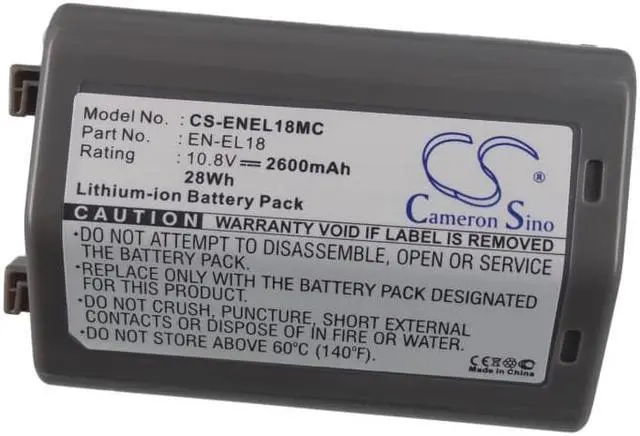 Model No. : CS-ENEL18MC
Part No. : EN-EL18
Rating : 10.8V 2600mAh
28Wh
Lithium-ion Battery Pack
CS ®
Cameron Sino
CAUTION WARRANTY VOID IF LABEL IS REMOVED
*DO NOT ATTEMPT TO DISASSEMBLE, OPEN OR SERVICE
THE BATTERY PACK.
*REPLACE ONLY WITH THE BATTERY PACK DESIGNATED
FOR THIS PRODUCT.
*DO NOT CRUSH, PUNCTURE, SHORT EXTERNAL
CONTACTS OR DISPOSE OF IN FIRE OR WATER.
*DO NOT STORE ABOVE 60°C (140°F).
CE
Made in China